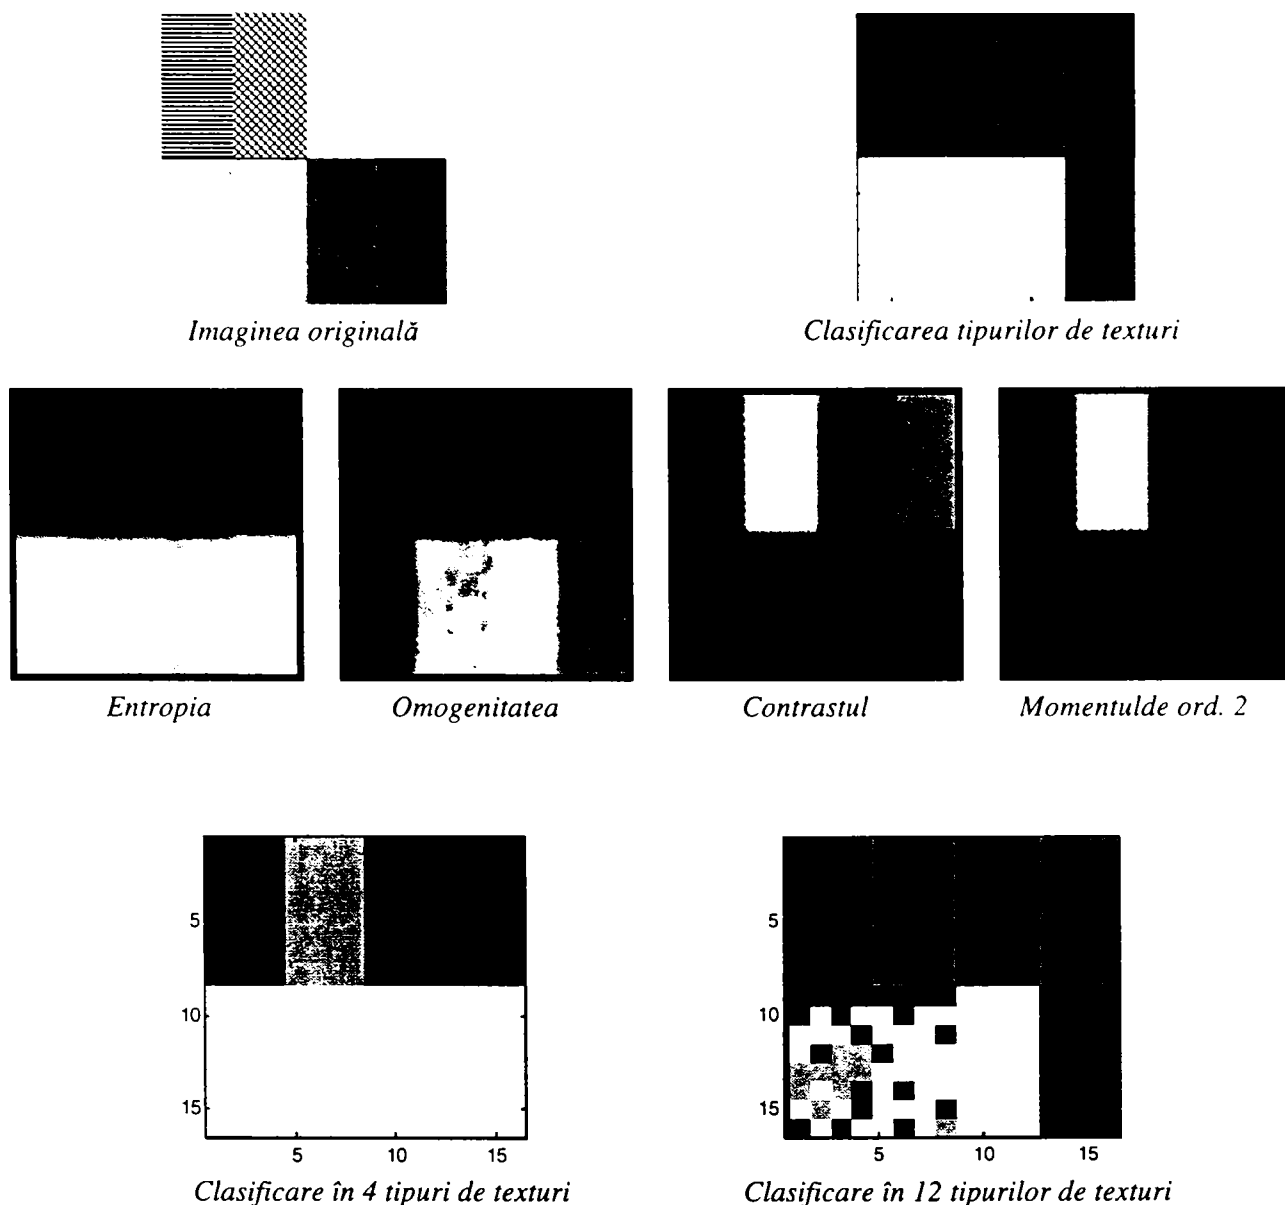 Imaginea originală
Clasificarea tipurilor de texturi
Entropia
Omogenitatea
Contrastul
Momentulde ord. 2
5
10
15
5 10 15
Clasificare în 4 tipuri de texturi
5
10
15
5 10 15
Clasificare în 12 tipurilor de texturi